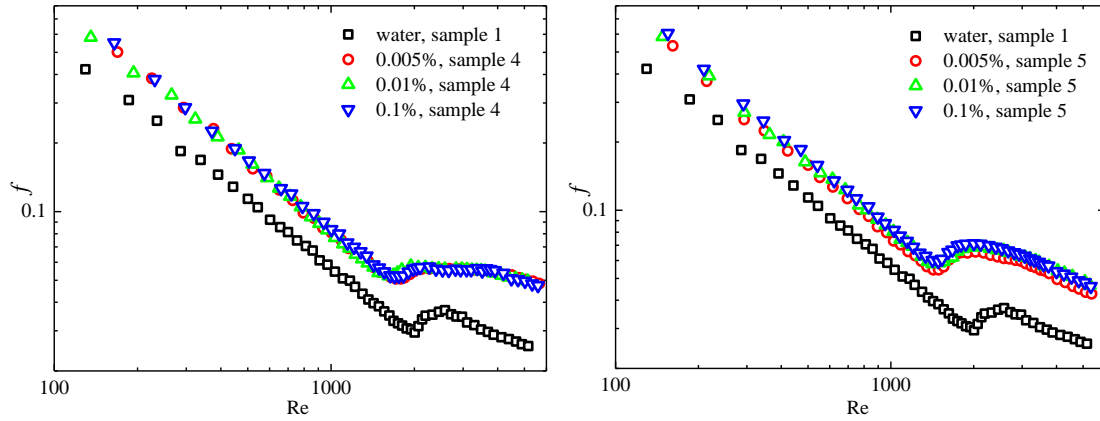 f
0.1
water, sample 1
0.005%, sample 4
0.01%, sample 4
0.1%, sample 4
100
1000
Re
f
0.1
water, sample 1
0.005%, sample 5
0.01%, sample 5
0.1%, sample 5
100
1000
Re